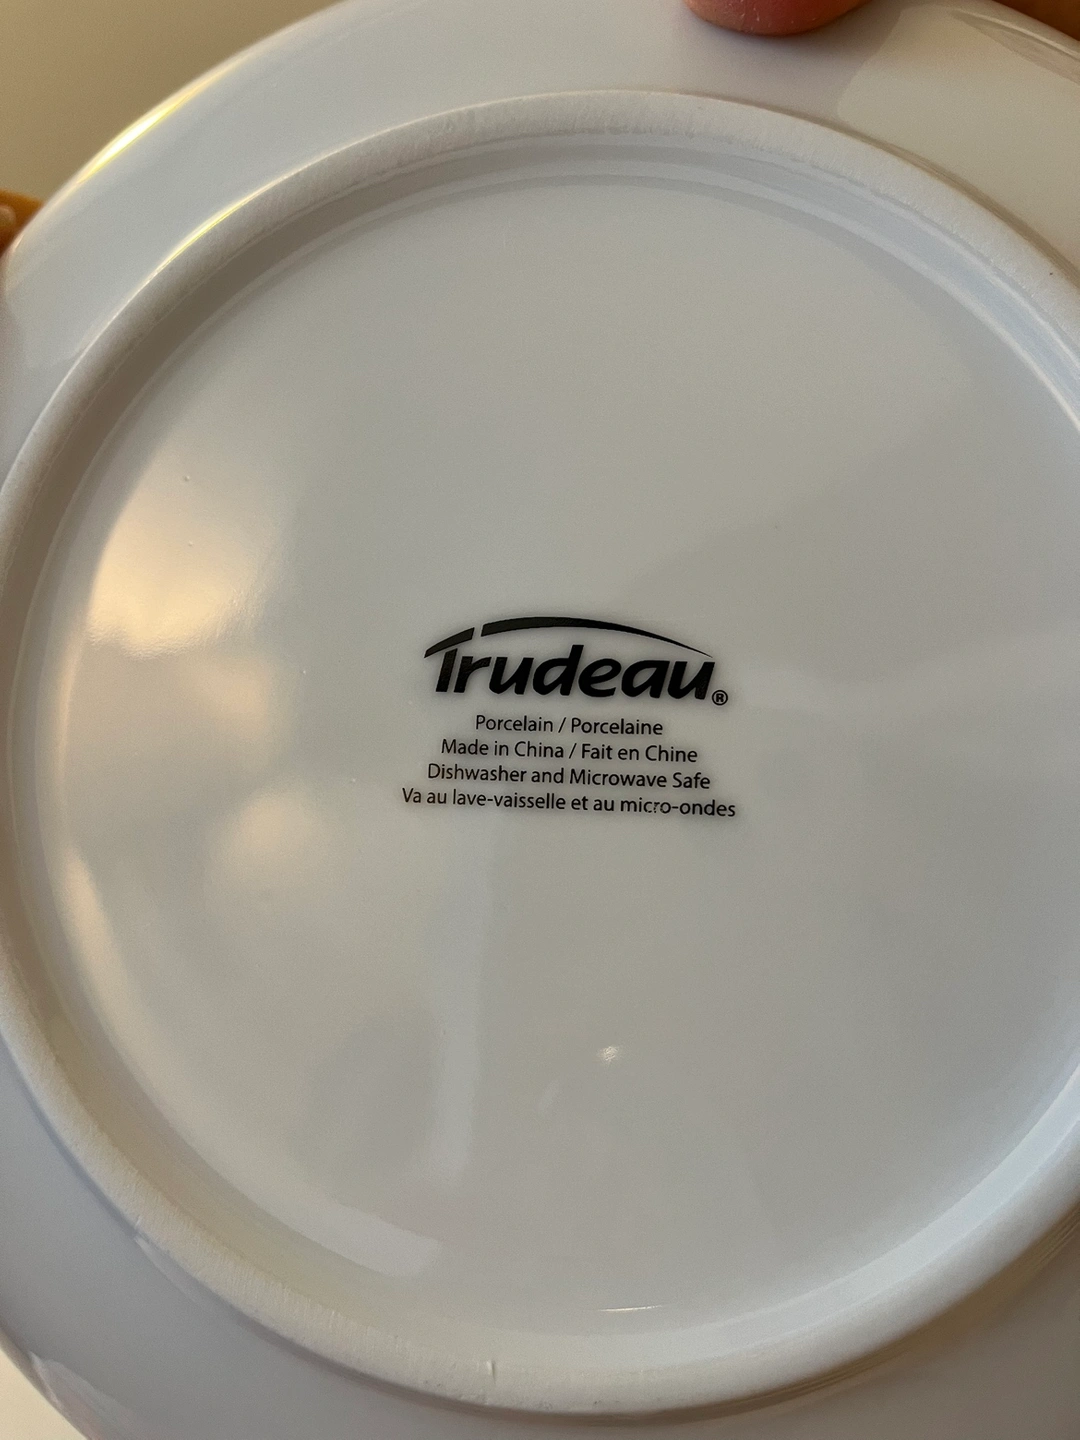 Trudeau®
Porcelain / Porcelaine
Made in China / Fait en Chine
Dishwasher and Microwave Safe
Va au lave-vaisselle et au micro-ondes